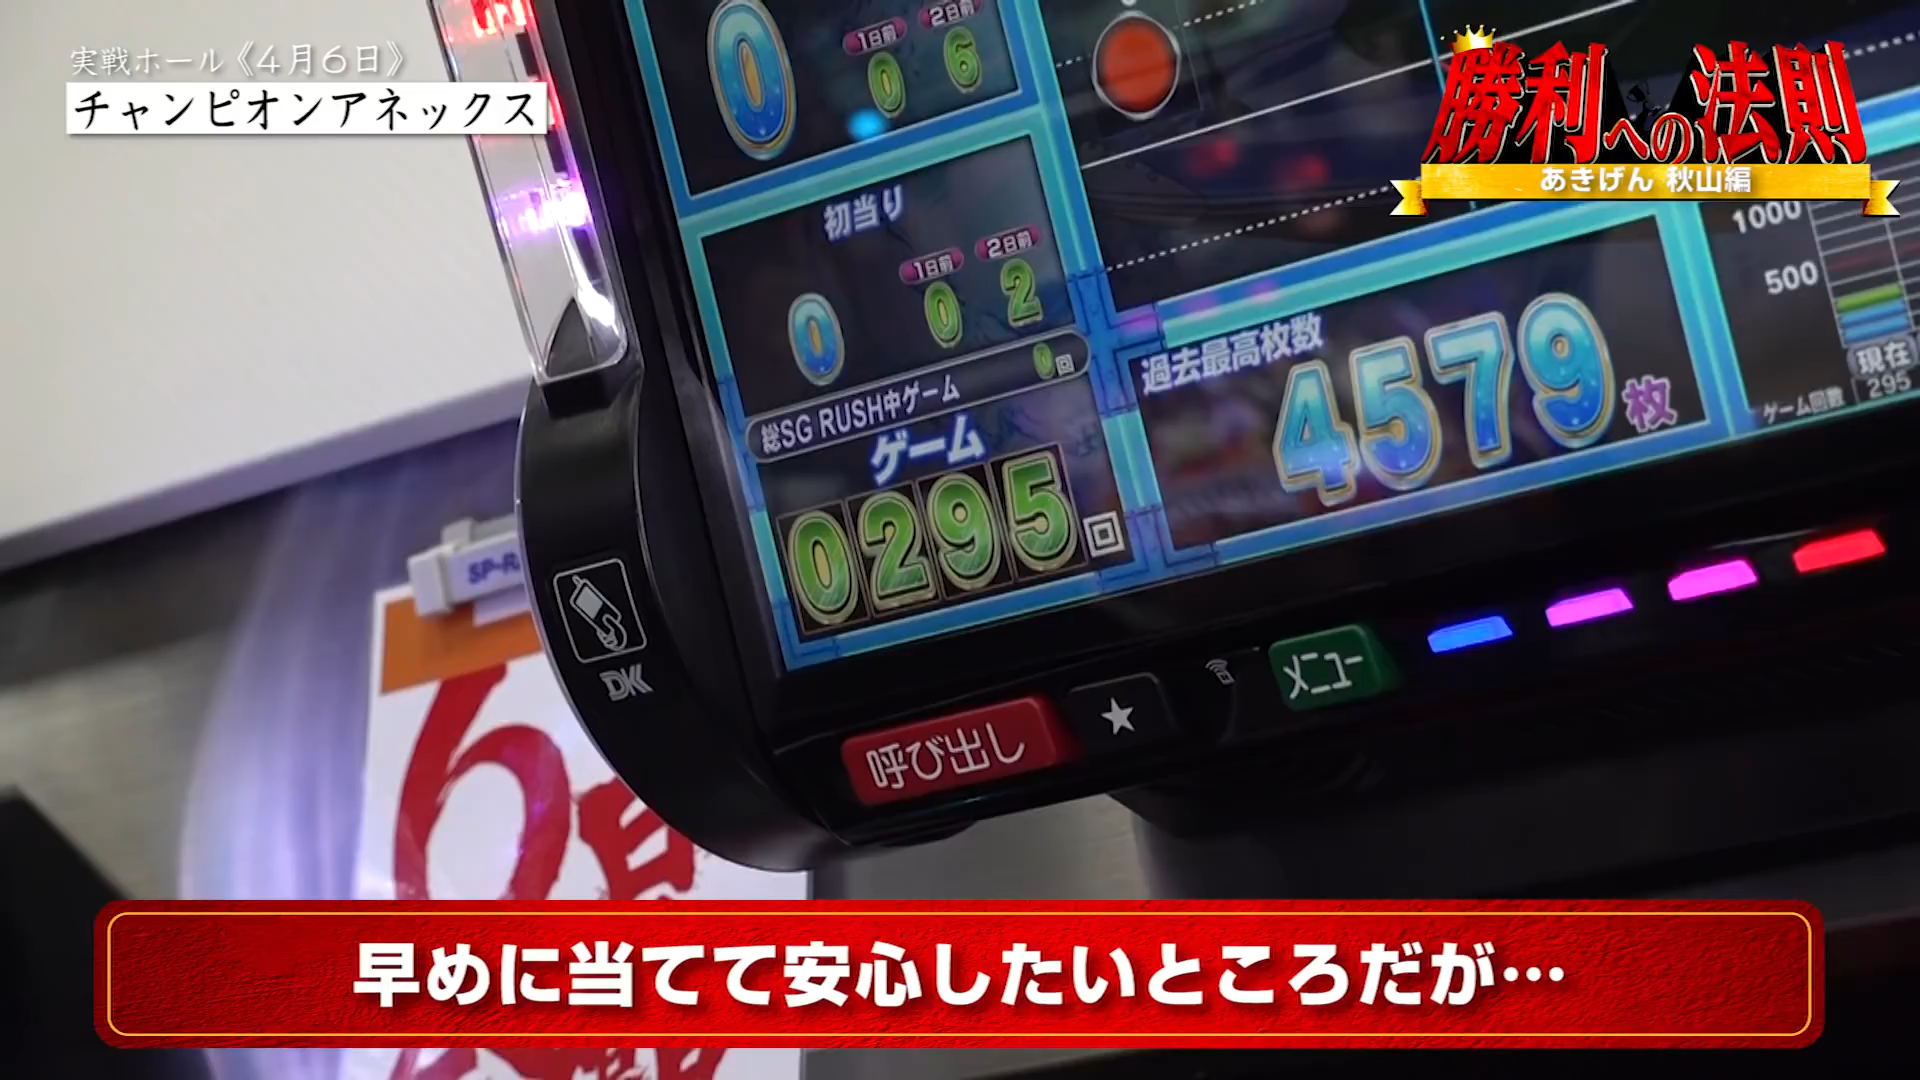 実戦ホール《4月6日》
チャンピオンアネックス
勝利への法則
あきげん 秋山編
0
1日前
0
2日前
6
初当り
0
1日前
0
2日前
2
総SG RUSH中ゲーム 0回
ゲーム
0295回
過去最高枚数
4579枚
1000
500
現在
ゲーム回数 295
SP-R
DK
呼び出し
★
メニュー
6日
早めに当てて安心したいところだが…